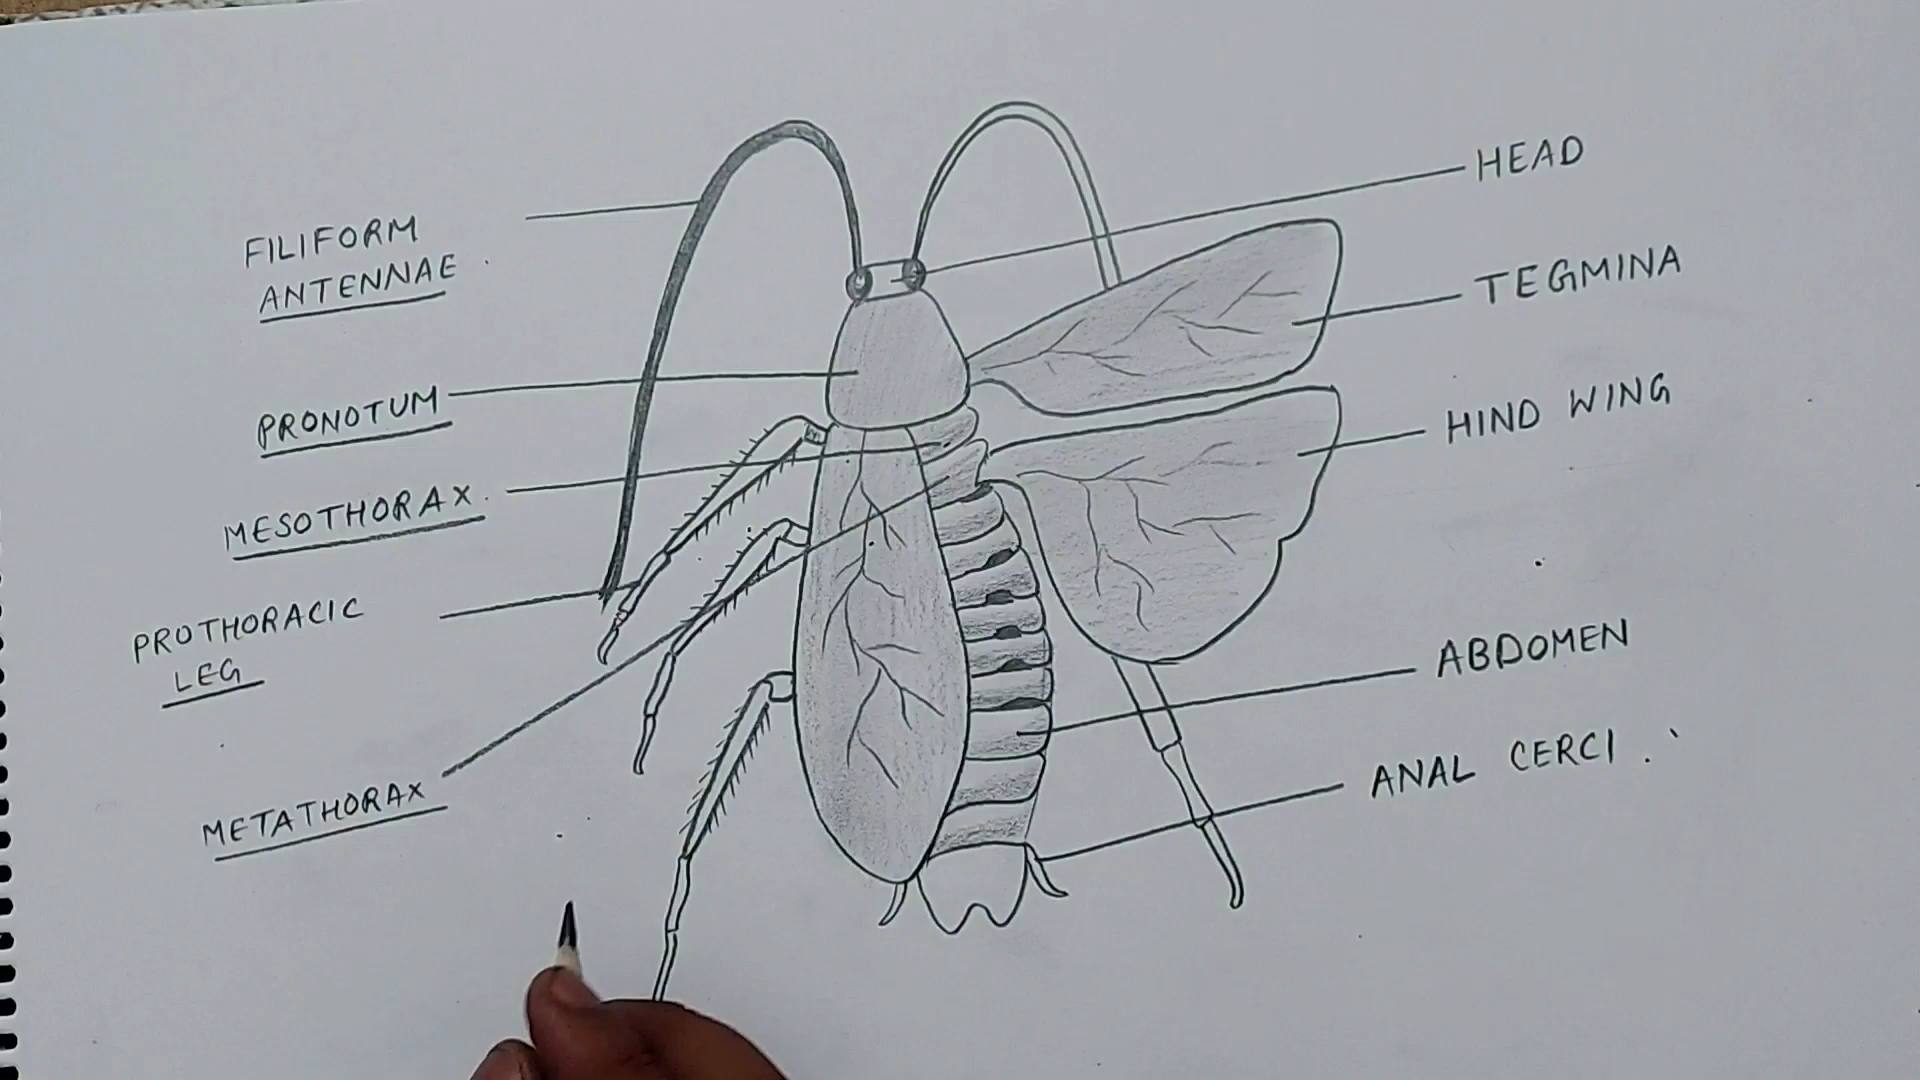 FILIFORM
ANTENNAE
PRONOTUM
MESOTHORAX
PROTHORACIC
LEG
METATHORAX
HEAD
TEGMINA
HIND WING
ABDOMEN
ANAL CERCI